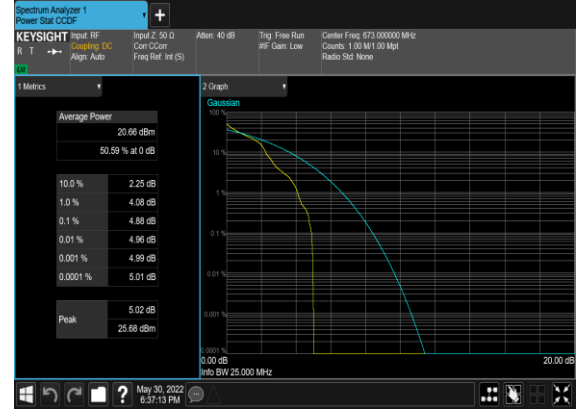 Spectrum Analyzer 1
Power Stat CCDF
KEYSIGHT
R T
Input: RF
Coupling: DC
Align: Auto
Input Z: 50 Ω
Corr CCorr
Freq Ref: Int (S)
Atten: 40 dB
Trig: Free Run
#IF Gain: Low
Center Freq: 673.000000 MHz
Counts: 1.00 M/1.00 Mpt
Radio Std: None
1 Metrics
Average Power
20.66 dBm
50.59 % at 0 dB
10.0 % 2.25 dB
1.0 % 4.08 dB
0.1 % 4.88 dB
0.01 % 4.96 dB
0.001 % 4.99 dB
0.0001 % 5.01 dB
Peak
5.02 dB
25.68 dBm
2 Graph
Gaussian
100 %
10 %
1 %
0.1 %
0.01 %
0.001 %
0.0001 %
0.00 dB
20.00 dB
Info BW 25.000 MHz
May 30, 2022
6:37:13 PM